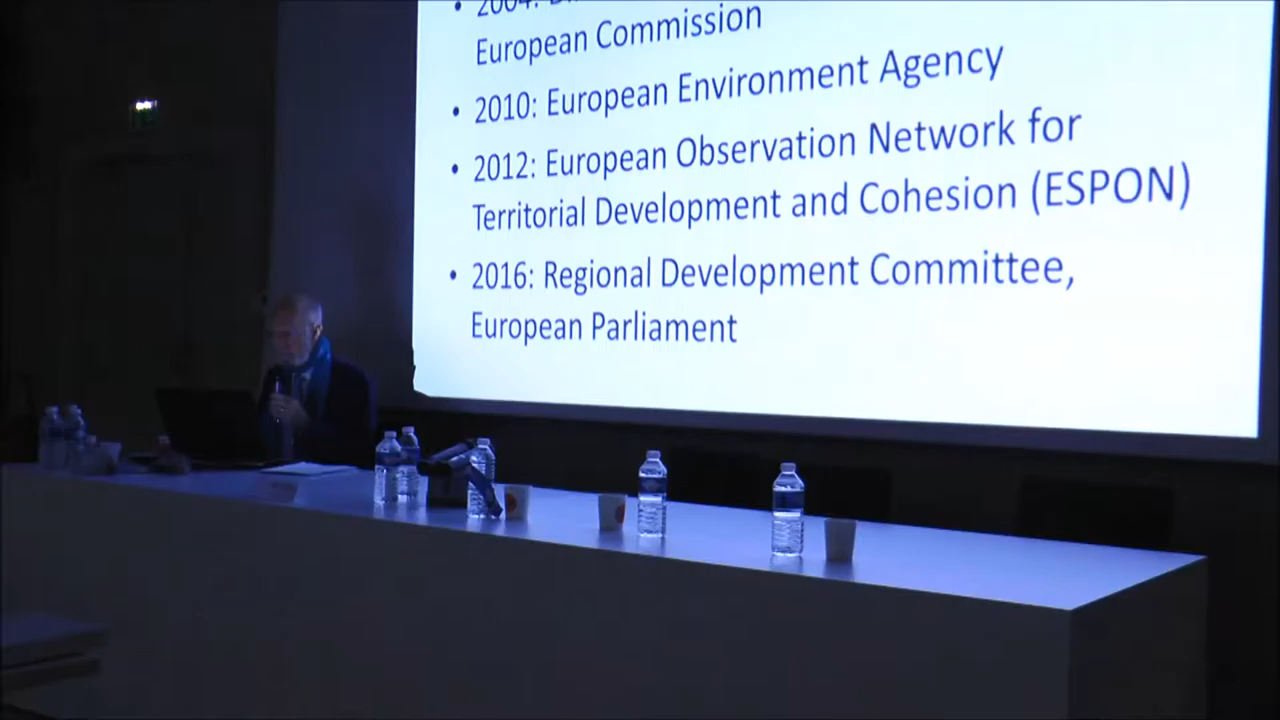 • 2004:
European Commission
• 2010: European Environment Agency
• 2012: European Observation Network for
Territorial Development and Cohesion (ESPON)
• 2016: Regional Development Committee,
European Parliament